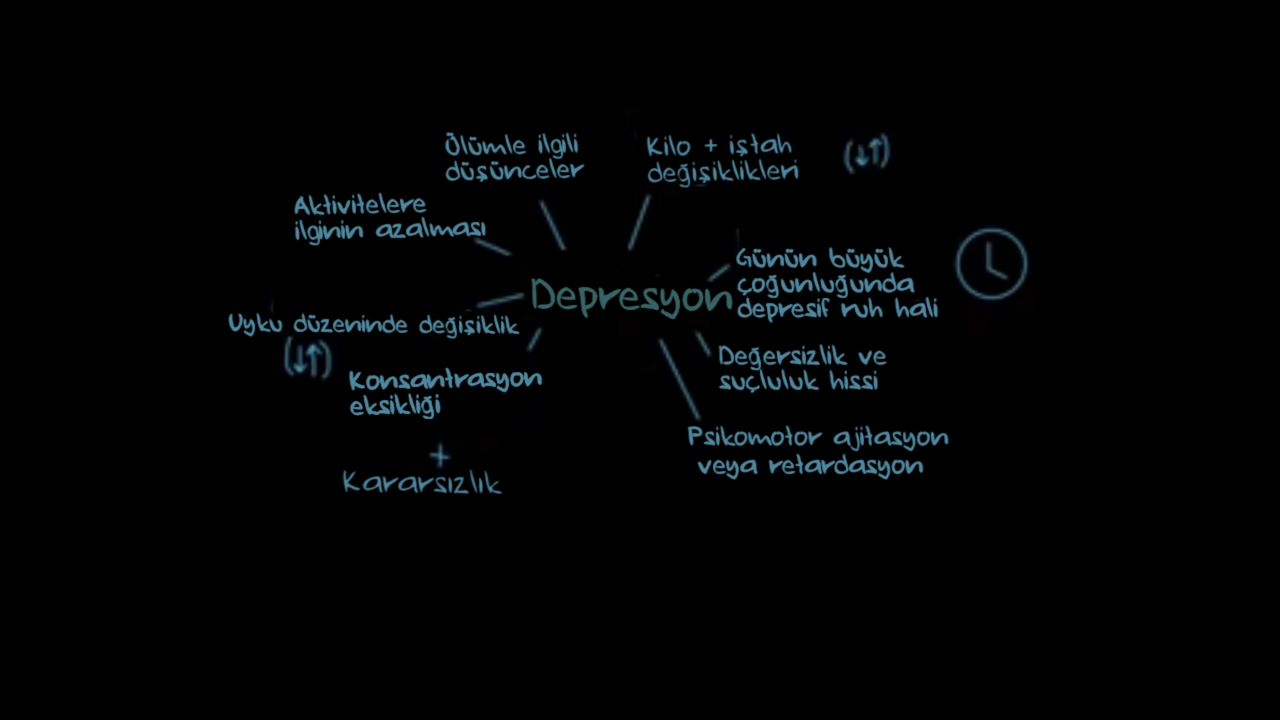 Ölümle ilgili
düşünceler
Kilo + iştah
değişiklikleri
(↓↑)
Aktivitelere
ilginin azalması
Günün büyük
çoğunluğunda
depresif ruh hali
Depresyon
Uyku düzeninde değişiklik
(↓↑)
Değersizlik ve
suçluluk hissi
Konsantrasyon
eksikliği
+
Kararsızlık
Psikomotor ajitasyon
veya retardasyon